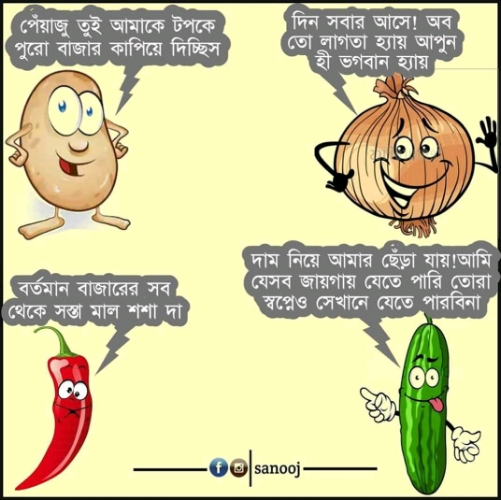 পেঁয়াজু তুই আমাকে টপকে
পুরো বাজার কাপিয়ে দিচ্ছিস
দিন সবার আসে! অব
তো লাগতা হ্যায় আপুন
হী ভগবান হ্যায়
বর্তমান বাজারের সব
থেকে সস্তা মাল শশা দা
দাম নিয়ে আমার ছেঁড়া যায়!আমি
যেসব জায়গায় যেতে পারি তোরা
স্বপ্নেও সেখানে যেতে পারবিনা
sanooj